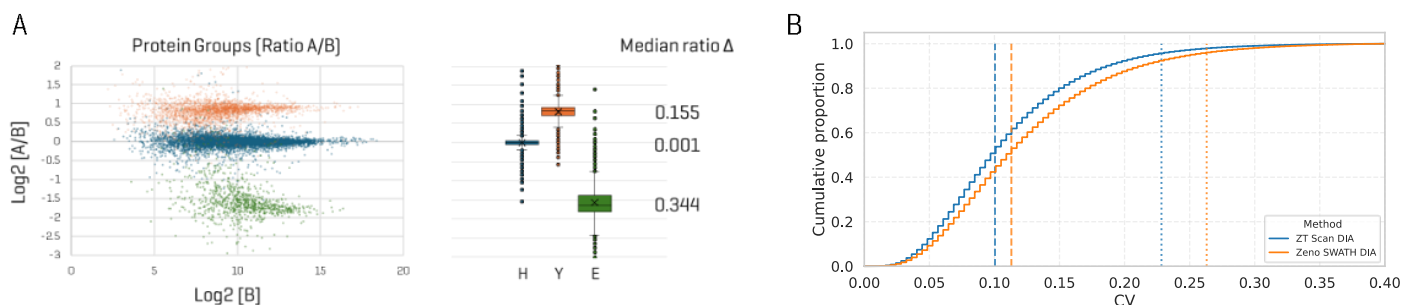 A
Protein Groups (Ratio A/B)
Median ratio Δ
2
1.5
1
0.5
0
-0.5
-1
-1.5
-2
-2.5
-3
Log2 [A/B]
0
5
10
15
20
Log2 [B]
0.155
0.001
0.344
H
Y
E
B
1.0
0.8
0.6
0.4
0.2
0.0
Cumulative proportion
0.00
0.05
0.10
0.15
0.20
0.25
0.30
0.35
0.40
CV
Method
ZT Scan DIA
Zeno SWATH DIA